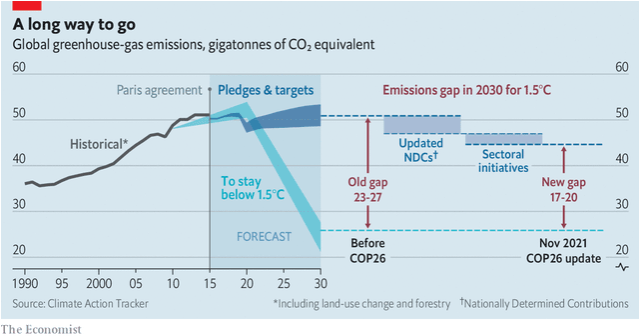 A long way to go
Global greenhouse-gas emissions, gigatonnes of CO₂ equivalent
60
60
Paris agreement
Pledges & targets
Emissions gap in 2030 for 1.5°C
50
50
Historical*
Updated
NDCs†
Sectoral
initiatives
40
40
To stay
below 1.5°C
Old gap
23-27
New gap
17-20
30
30
FORECAST
Before
COP26
Nov 2021
COP26 update
20
20
1990
95
2000
05
10
15
20
25
30
Source: Climate Action Tracker
*Including land-use change and forestry
†Nationally Determined Contributions
The Economist